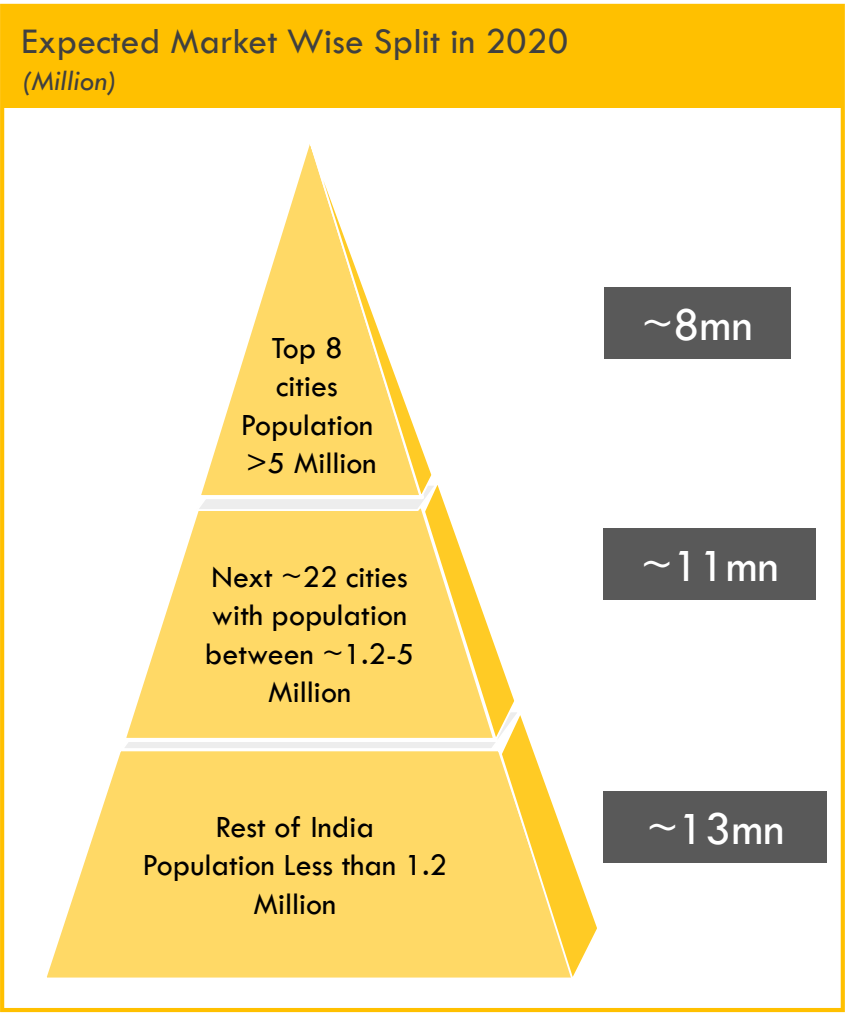 Expected Market Wise Split in 2020
(Million)
Top 8
cities
Population
>5 Million
~8mn
Next ~22 cities
with population
between ~1.2-5
Million
~11mn
Rest of India
Population Less than 1.2
Million
~13mn